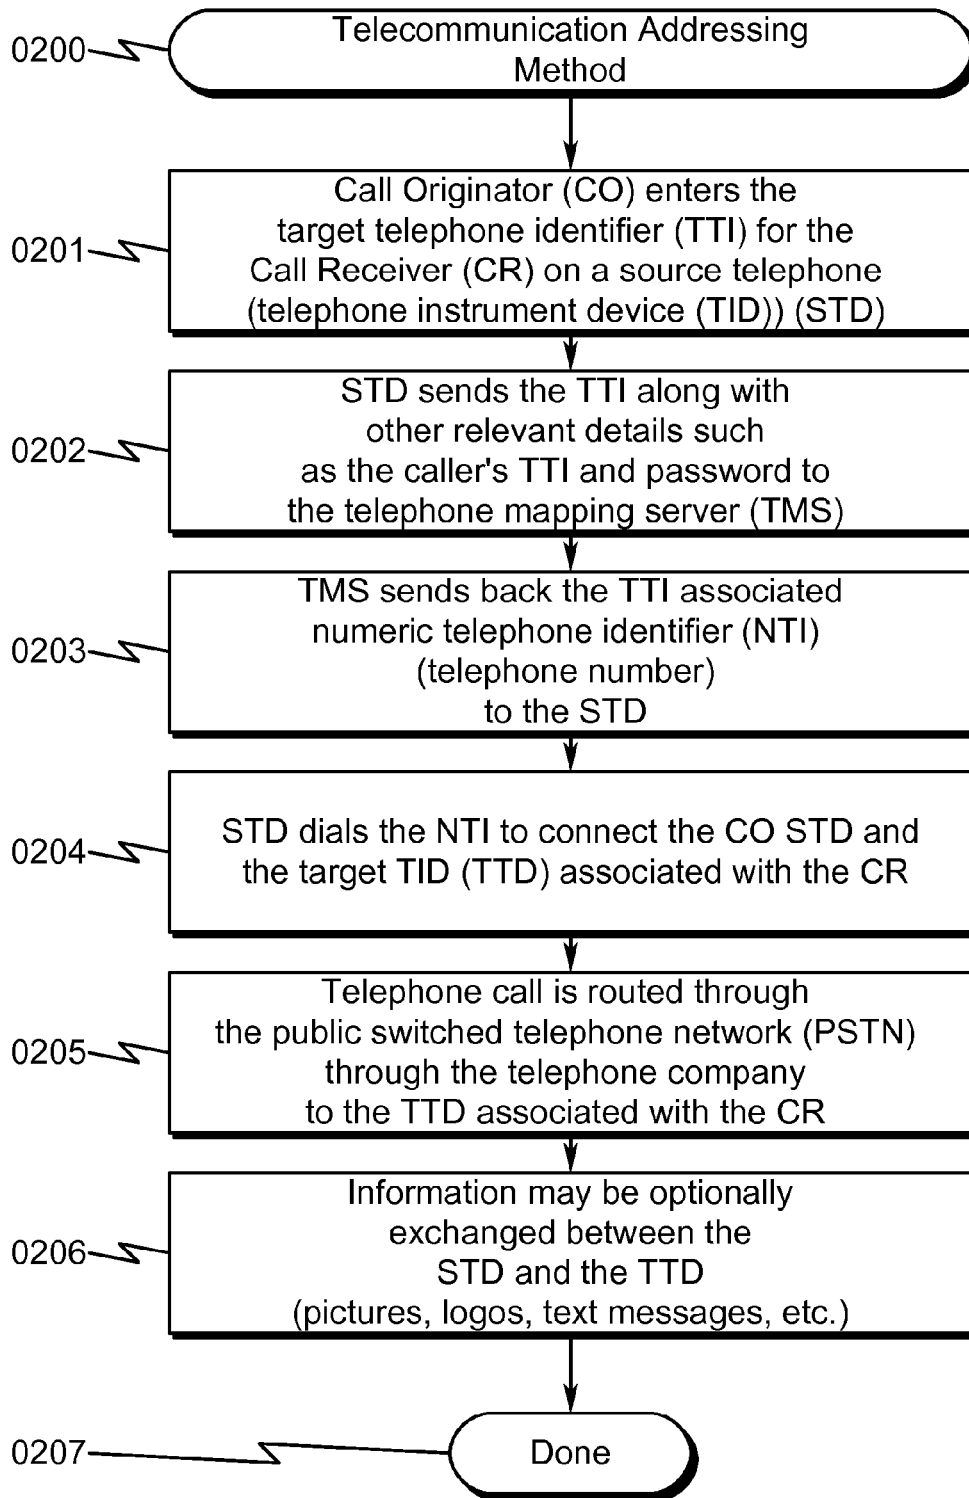 0200
Telecommunication Addressing
Method
0201
Call Originator (CO) enters the
target telephone identifier (TTI) for the
Call Receiver (CR) on a source telephone
(telephone instrument device (TID)) (STD)
0202
STD sends the TTI along with
other relevant details such
as the caller's TTI and password to
the telephone mapping server (TMS)
0203
TMS sends back the TTI associated
numeric telephone identifier (NTI)
(telephone number)
to the STD
0204
STD dials the NTI to connect the CO STD and
the target TID (TTD) associated with the CR
0205
Telephone call is routed through
the public switched telephone network (PSTN)
through the telephone company
to the TTD associated with the CR
0206
Information may be optionally
exchanged between the
STD and the TTD
(pictures, logos, text messages, etc.)
0207
Done